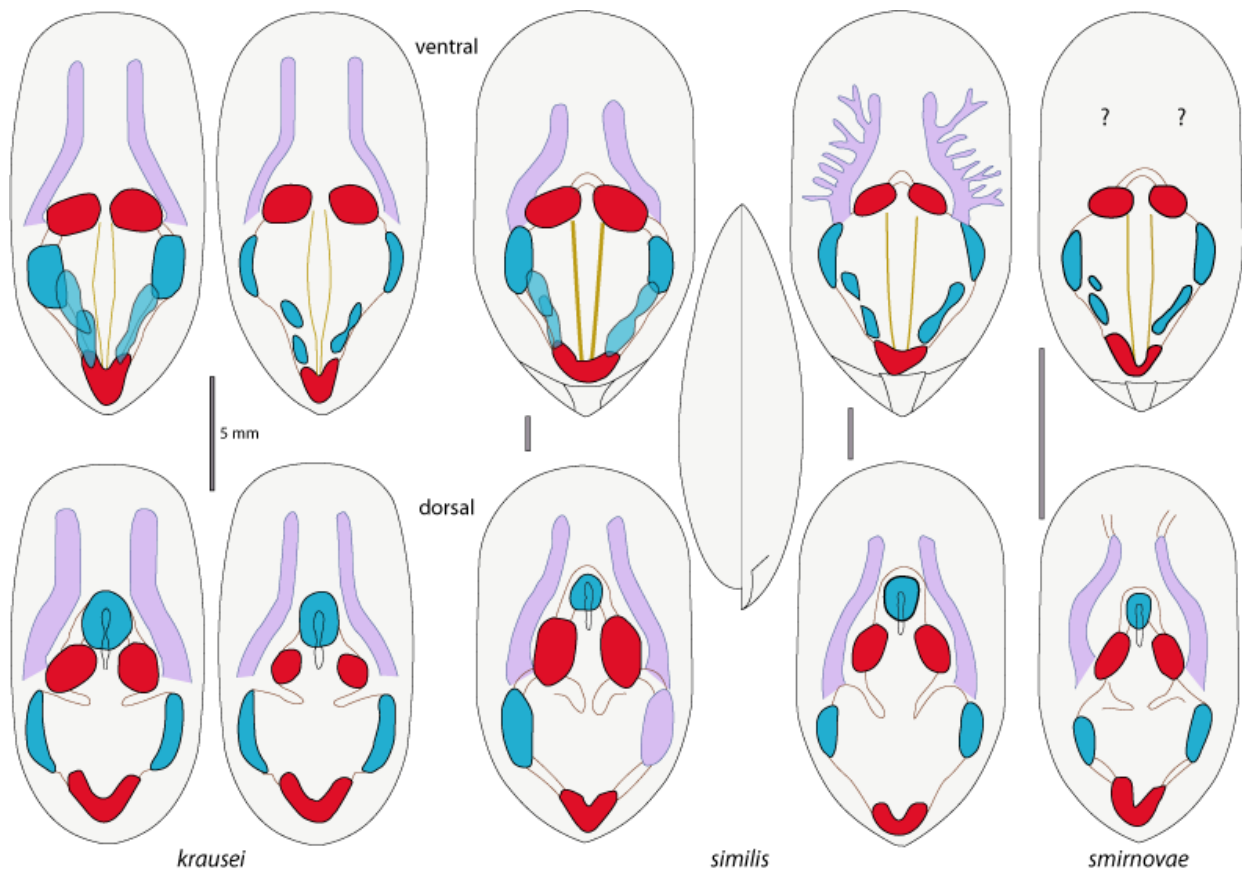 ventral
? ?
5 mm
dorsal
krausei
similis
smirnovae